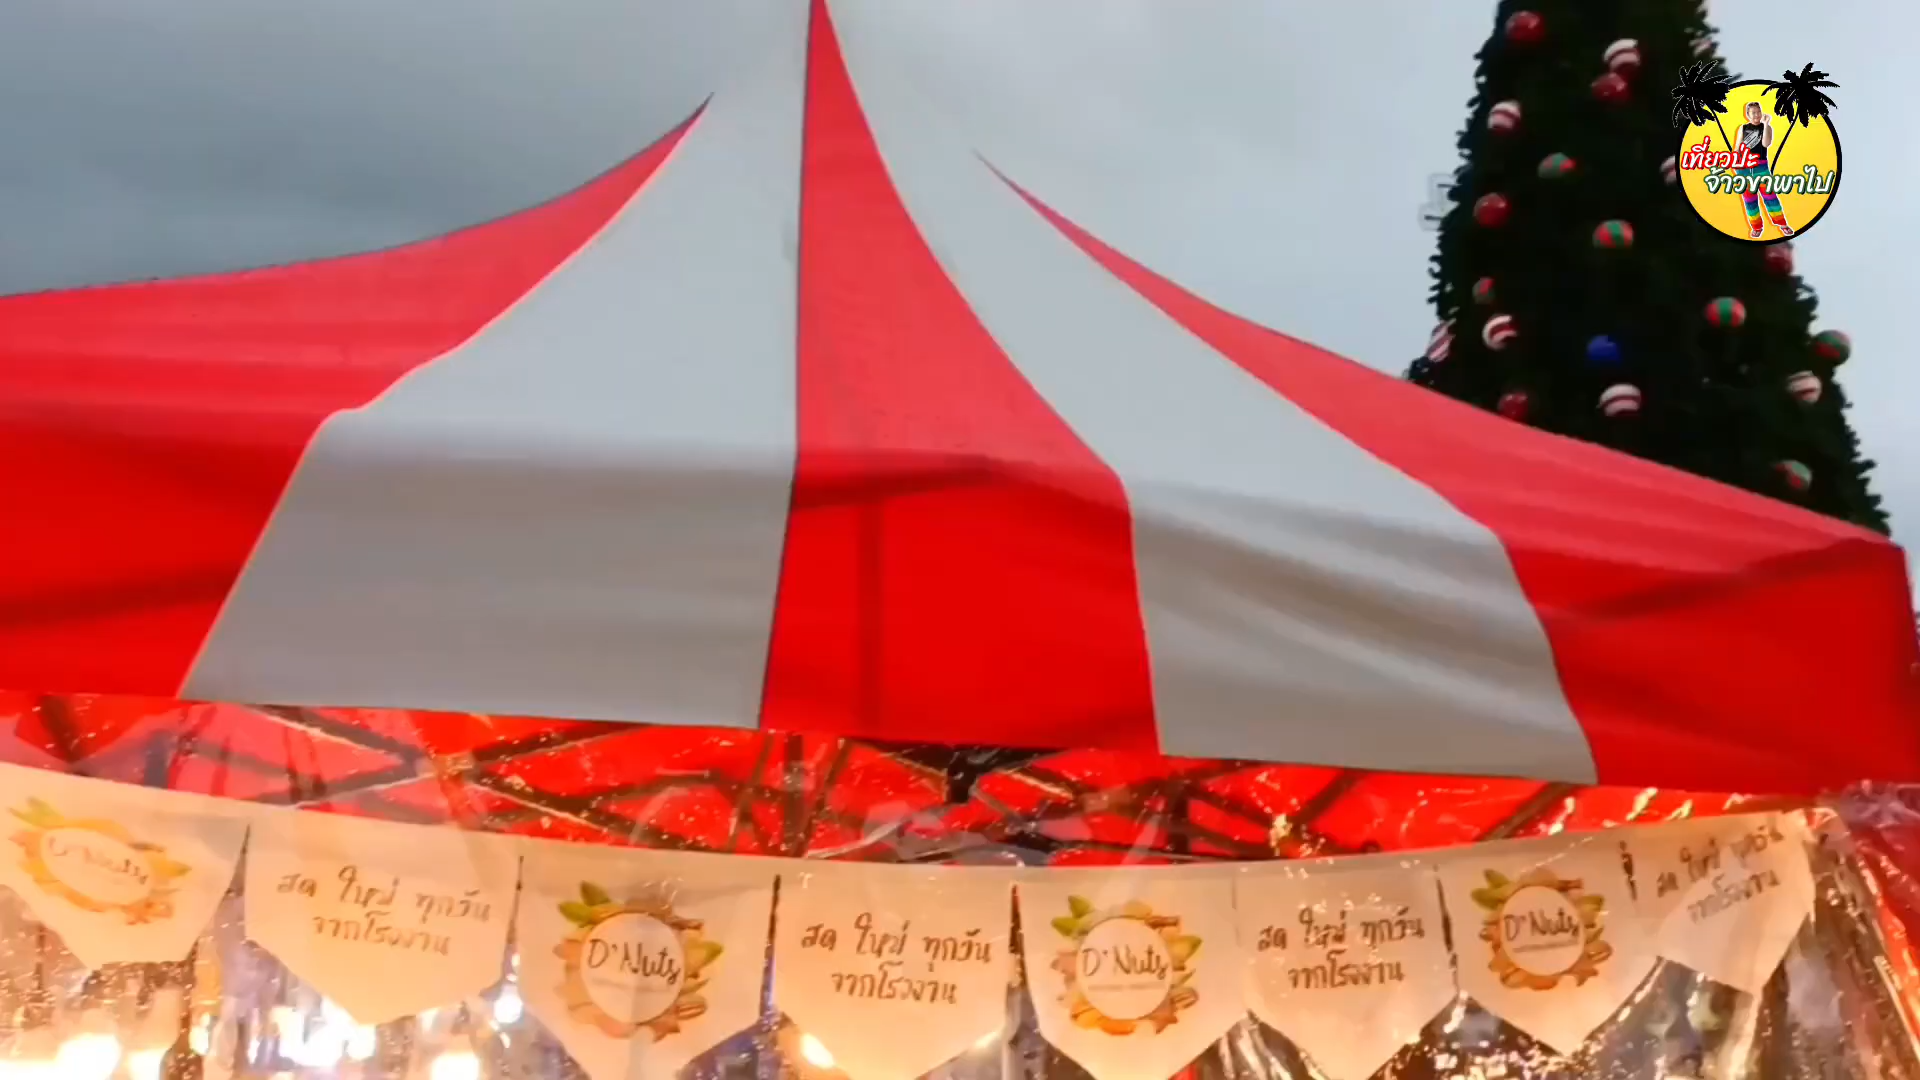 เที่ยวปะ
จ๊าวขาพาไป
D'Nuts
สด ใหม่ ทุกวัน
จากโรงงาน
D'Nuts
สด ใหม่ ทุกวัน
จากโรงงาน
D'Nuts
สด ใหม่ ทุกวัน
จากโรงงาน
D'Nuts
สด ใหม่ ทุกวัน
จากโรงงาน